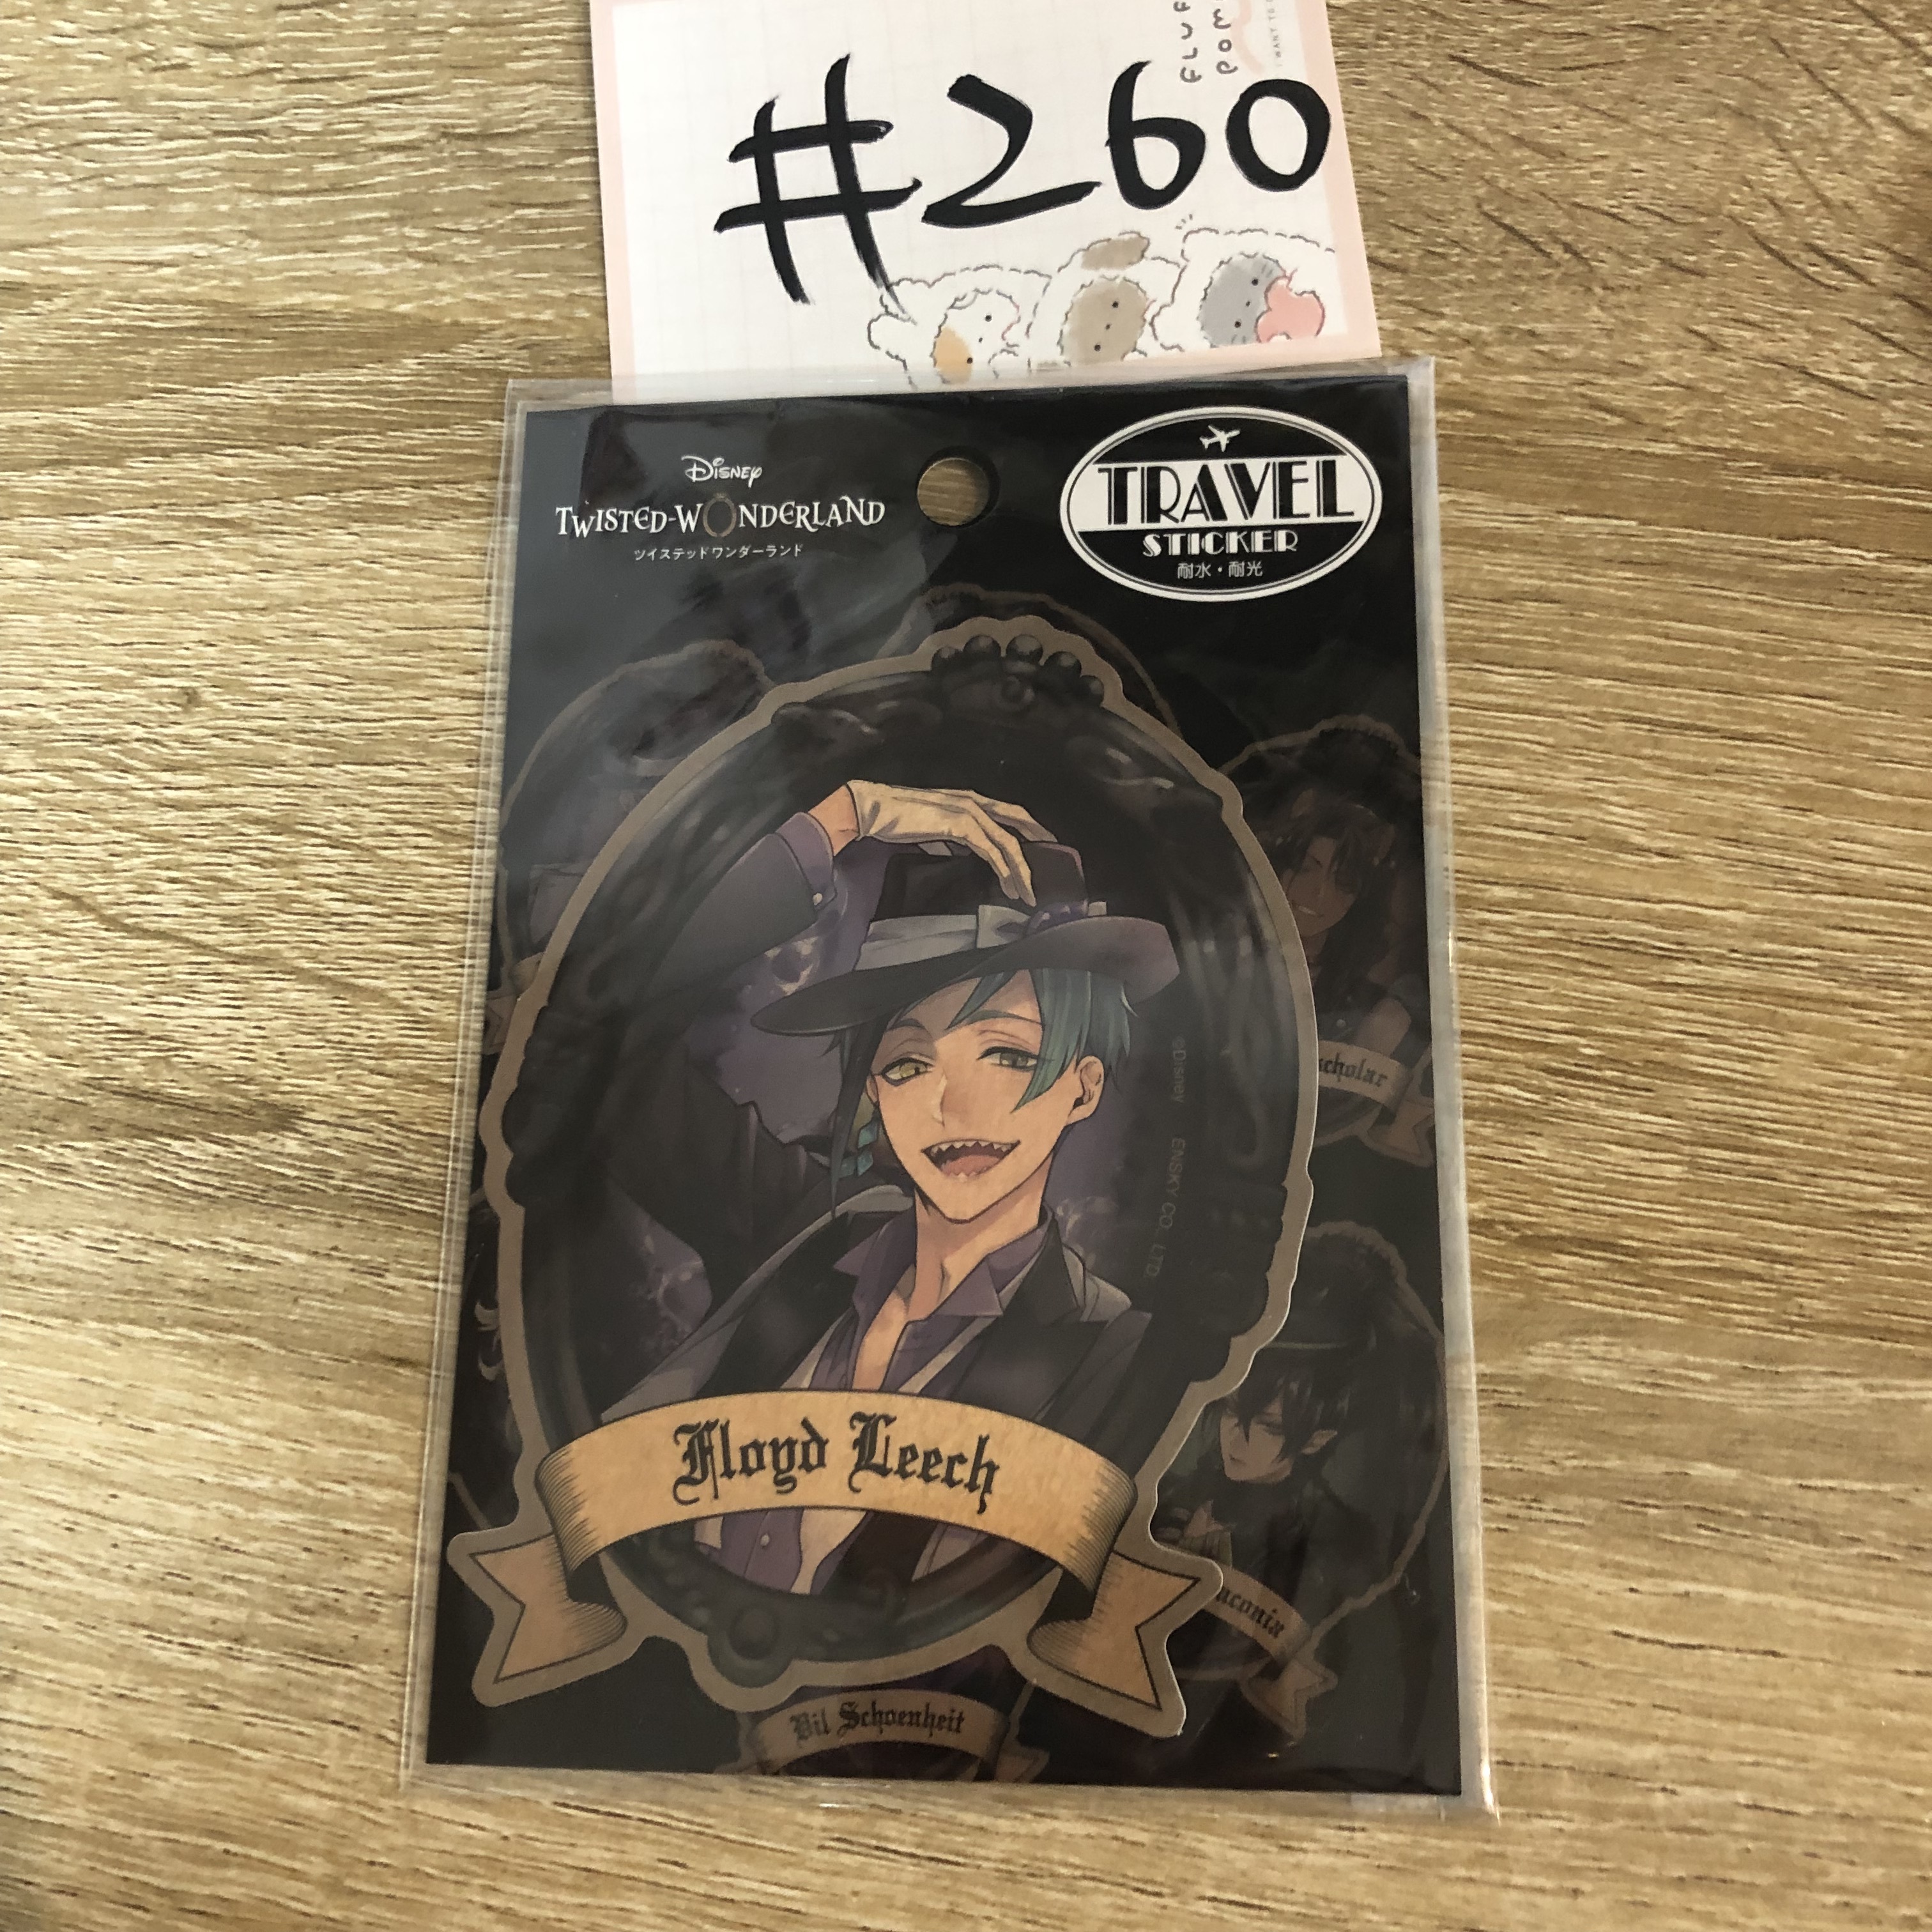 #260
Disney
TWISTED-WONDERLAND
ツイステッドワンダーランド
TRAVEL
STICKER
耐水・耐光
©Disney ENSKY CO., LTD.
Floyd Leech
Vil Schoenheit